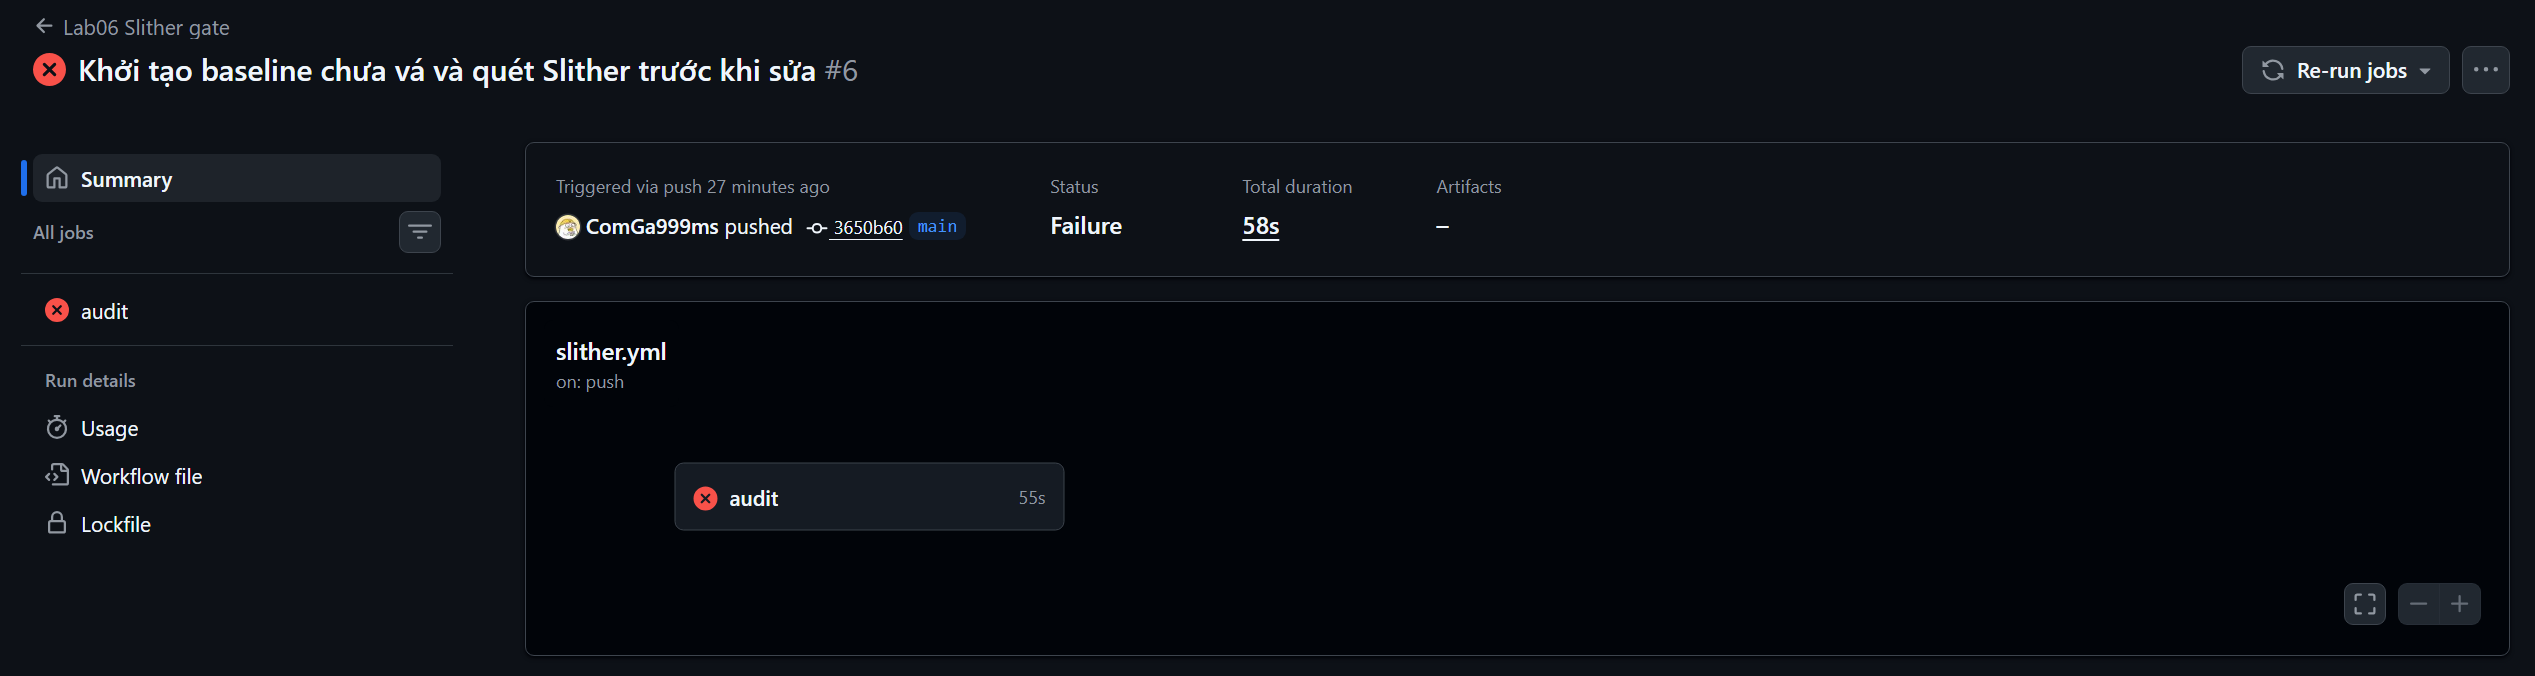 Lab06 Slither gate
Khởi tạo baseline chưa vá và quét Slither trước khi sửa #6
Re-run jobs
Summary
All jobs
audit
Run details
Usage
Workflow file
Lockfile
Triggered via push 27 minutes ago
ComGa999ms pushed 3650b60 main
Status
Failure
Total duration
58s
Artifacts
–
slither.yml
on: push
audit 55s